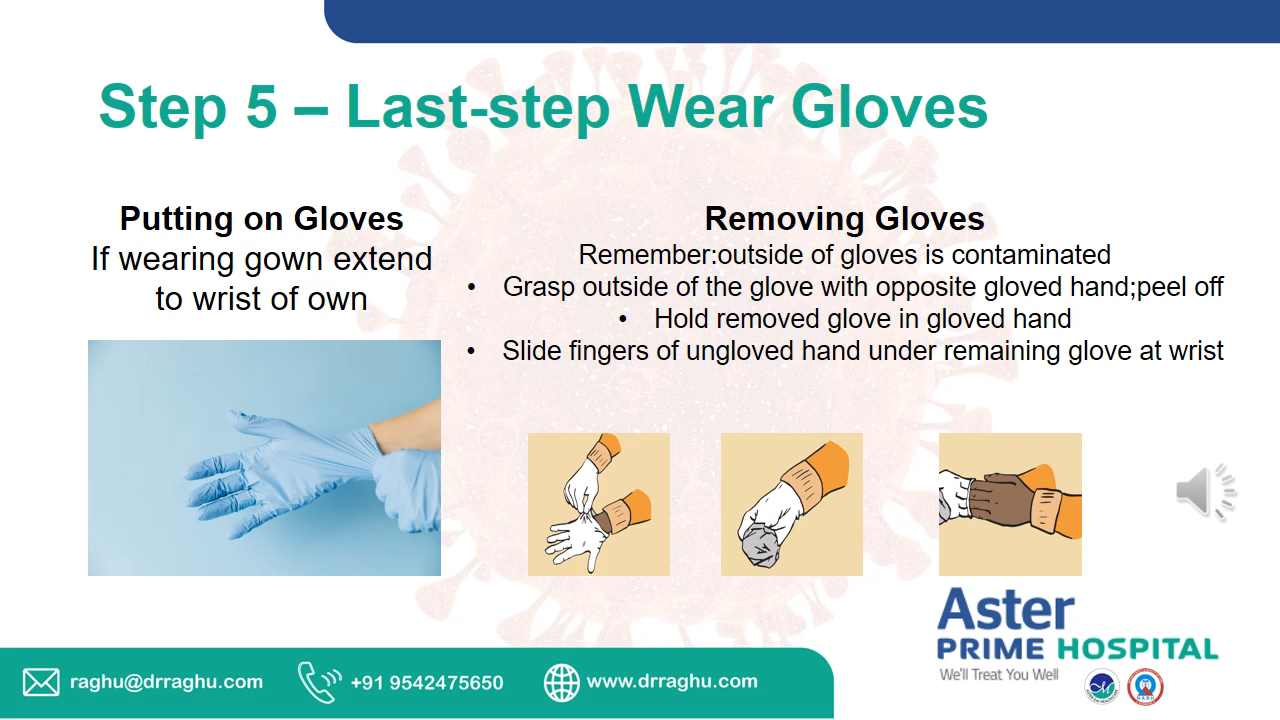 Step 5 – Last-step Wear Gloves
Putting on Gloves
If wearing gown extend
to wrist of own
Removing Gloves
Remember:outside of gloves is contaminated
• Grasp outside of the glove with opposite gloved hand;peel off
• Hold removed glove in gloved hand
• Slide fingers of ungloved hand under remaining glove at wrist
Aster
PRIME HOSPITAL
We'll Treat You Well
raghu@drraghu.com
+91 9542475650
www.drraghu.com